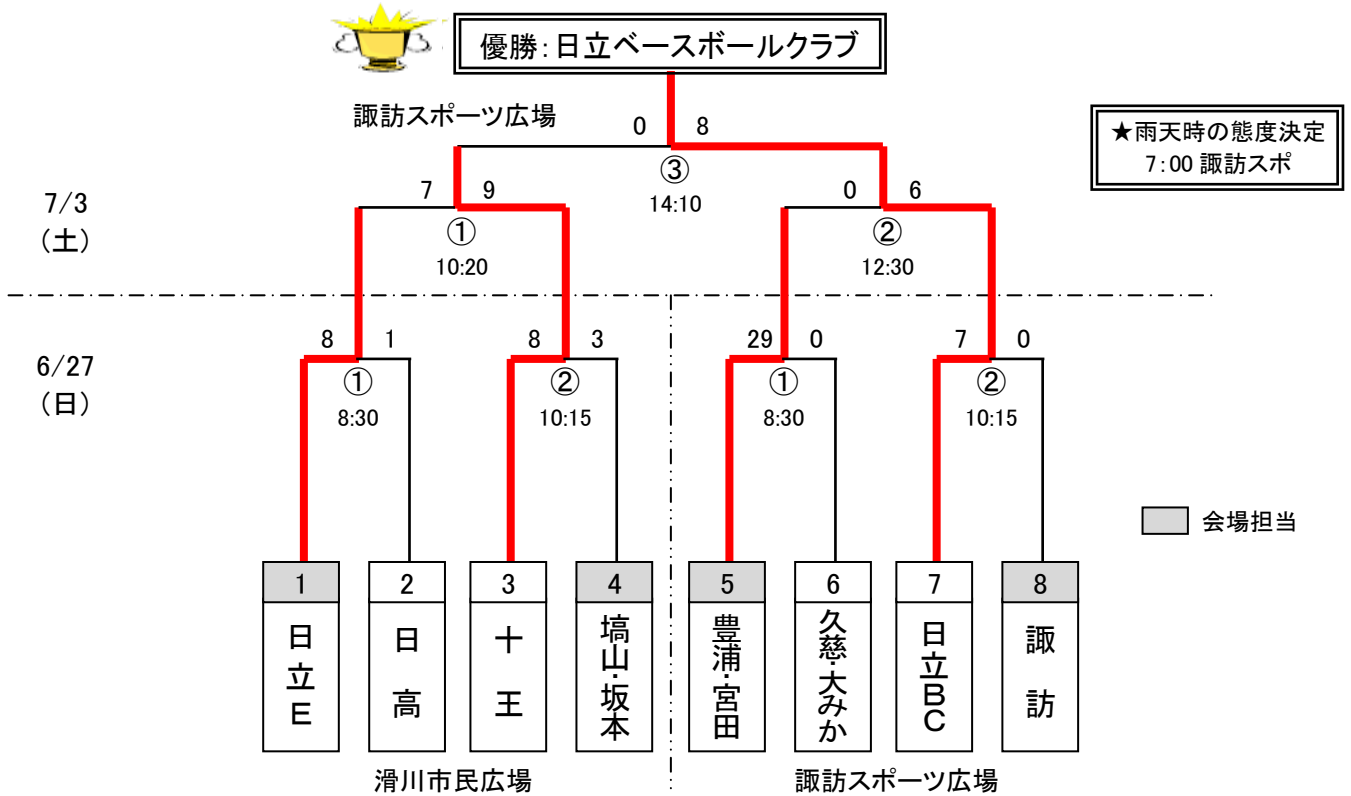 優勝：日立ベースボールクラブ
諏訪スポーツ広場
★雨天時の態度決定
7：00 諏訪スポ
0 8
③
14:10
7/3
（土）
7 9
①
10:20
0 6
②
12:30
6/27
（日）
8 1
①
8:30
8 3
②
10:15
29 0
①
8:30
7 0
②
10:15
会場担当
1
日立E
2
日高
3
十王
4
塙山・坂本
5
豊浦・宮田
6
久慈・大みか
7
日立BC
8
諏訪
滑川市民広場
諏訪スポーツ広場